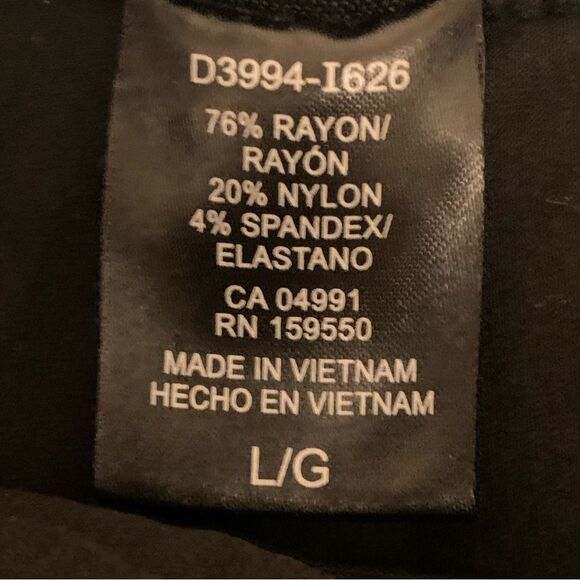 D3994-I626
76% RAYON/
RAYÓN
20% NYLON
4% SPANDEX/
ELASTANO
CA 04991
RN 159550
MADE IN VIETNAM
HECHO EN VIETNAM
L/G